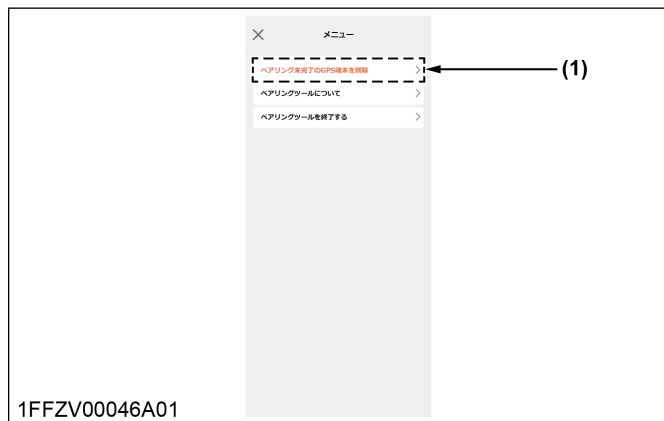 メニュー
ペアリング未完了のGPS端末を削除
(1)
ペアリングツールについて
ペアリングツールを終了する
1FFZV00046A01